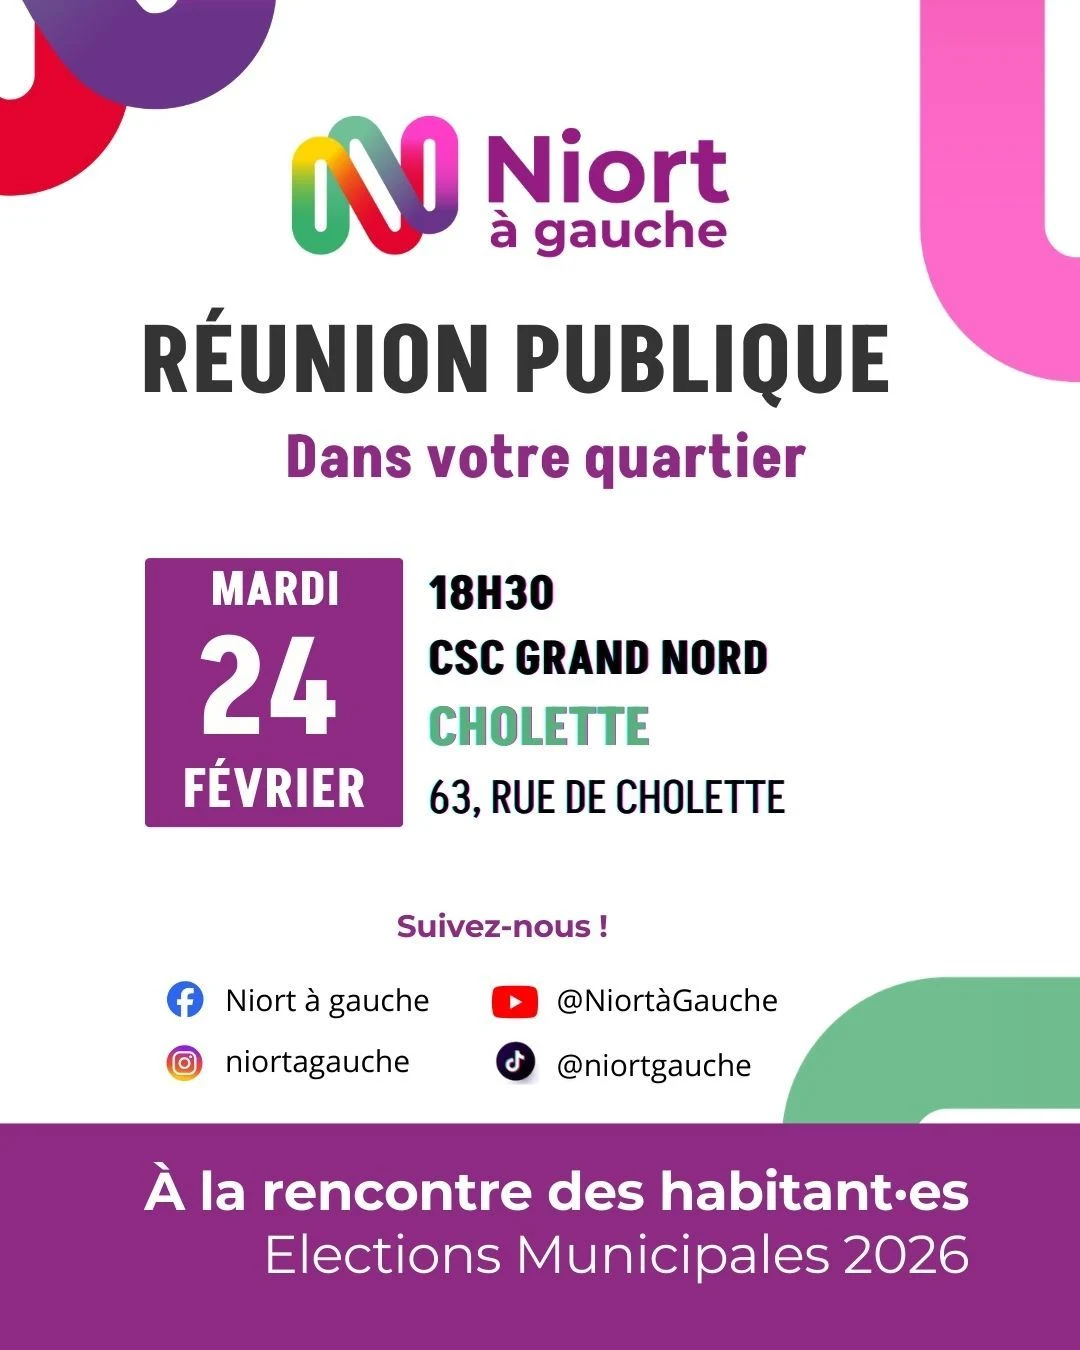 Niort
à gauche
RÉUNION PUBLIQUE
Dans votre quartier
MARDI
24
FÉVRIER
18H30
CSC GRAND NORD
CHOLETTE
63, RUE DE CHOLETTE
Suivez-nous !
Niort à gauche
@NiortàGauche
niortagauche
@niortgauche
À la rencontre des habitant·es
Elections Municipales 2026